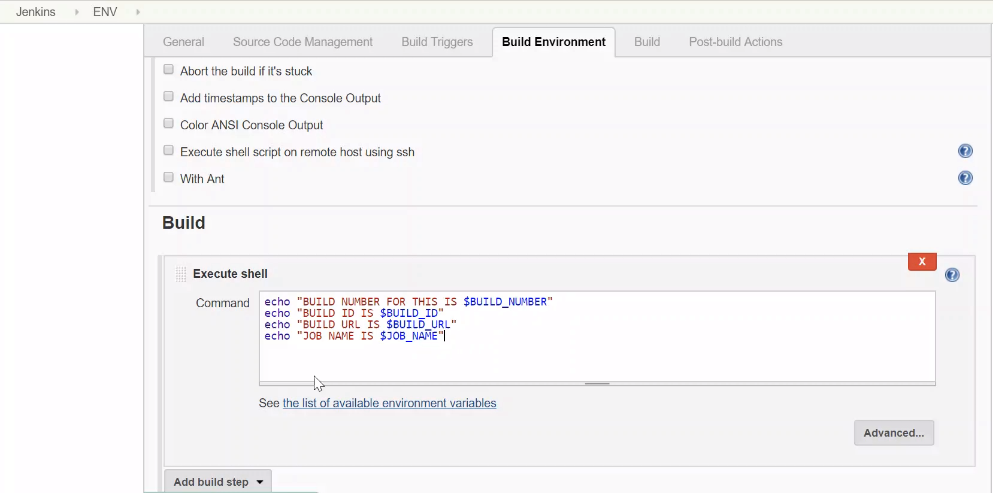 Jenkins ENV
General Source Code Management Build Triggers Build Environment Build Post-build Actions
Abort the build if it's stuck
Add timestamps to the Console Output
Color ANSI Console Output
Execute shell script on remote host using ssh
With Ant
Build
X
Execute shell
Command
echo "BUILD NUMBER FOR THIS IS $BUILD_NUMBER"
echo "BUILD ID IS $BUILD_ID"
echo "BUILD URL IS $BUILD_URL"
echo "JOB NAME IS $JOB_NAME"
See the list of available environment variables
Advanced...
Add build step